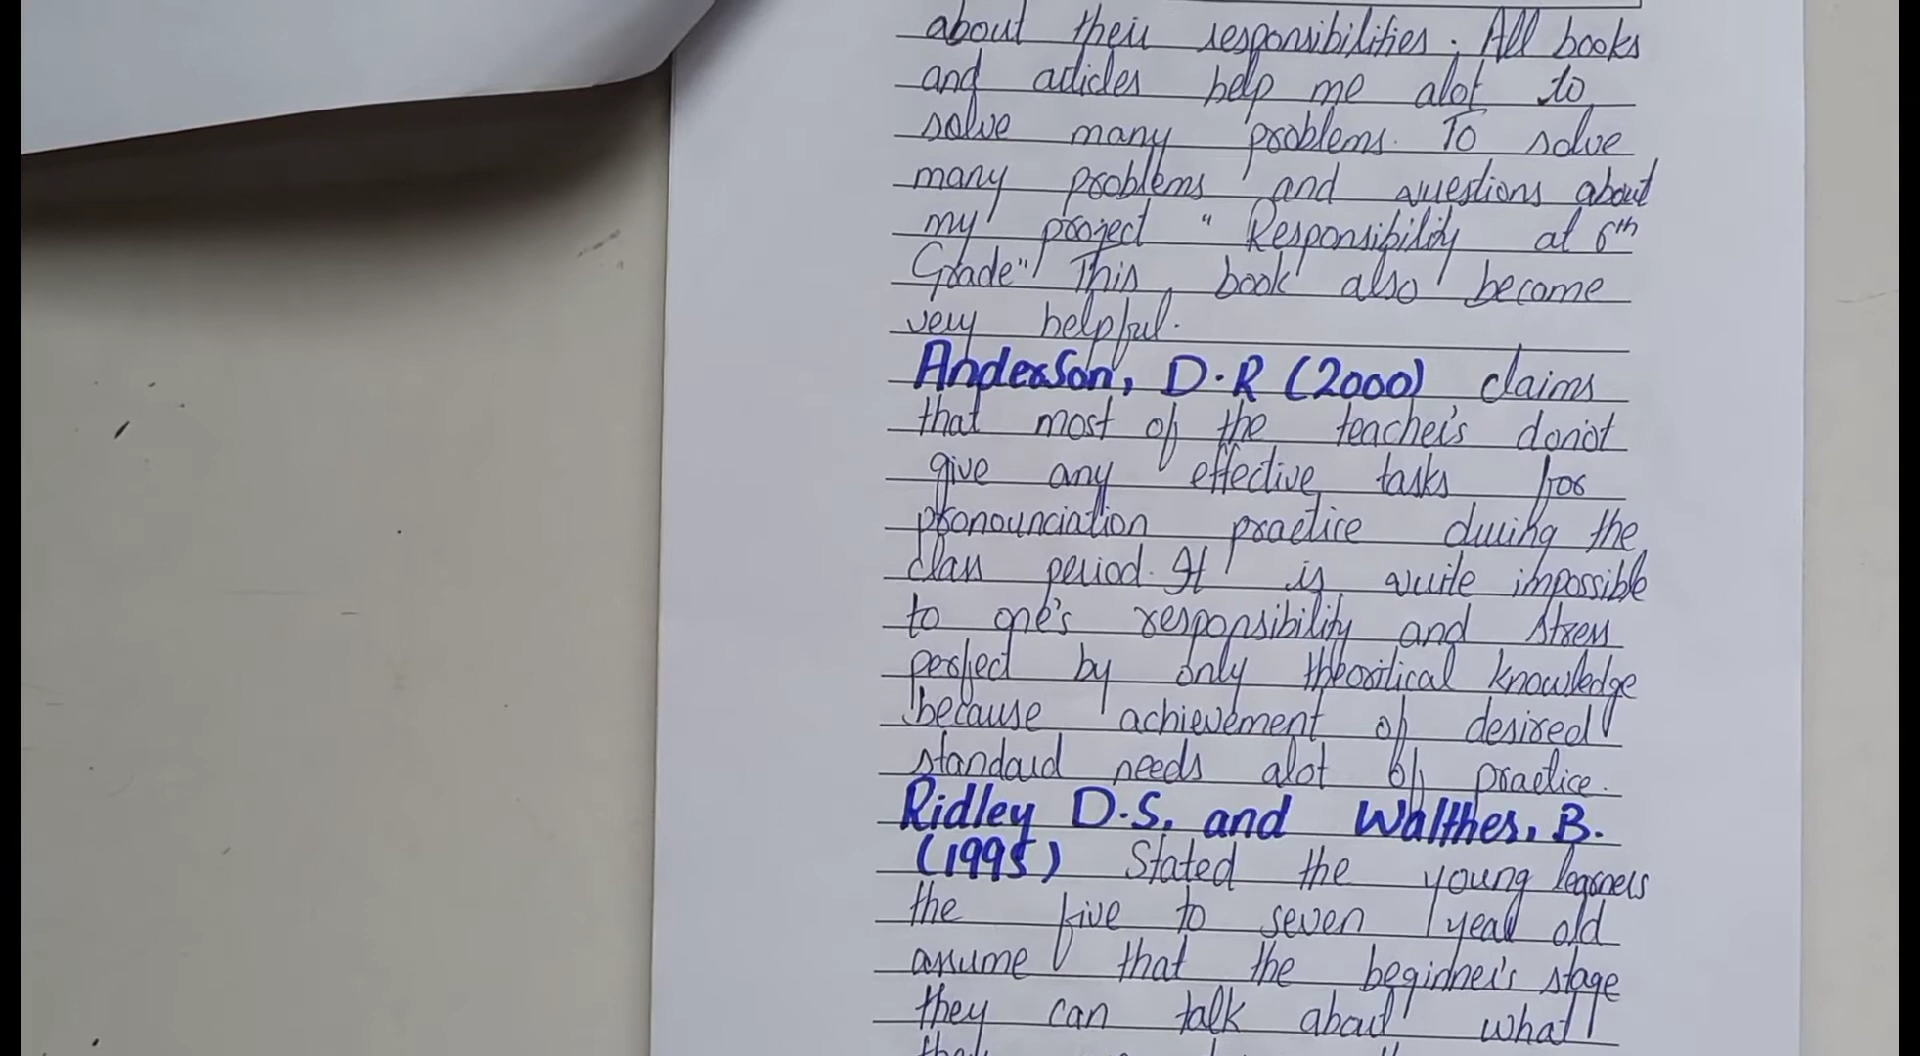 about their responsibilities. All books
and articles help me alot to
solve many problems. To solve
many problems and questions about
my project "Responsibility at 6th
Grade" This book also become
very helpful.
Anderson, D.R (2000) claims
that most of the teacher's donot
give any effective tasks for
pronounciation practice during the
class period. It is quite impossible
to one's responsibility and stress
perfect by only theoritical knowledge
because achievement of desired
standard needs alot of practice.
Ridley D.S, and Walther, B.
(1995) Stated the young learners
the five to seven year old
assume that the beginner's stage
they can talk about what